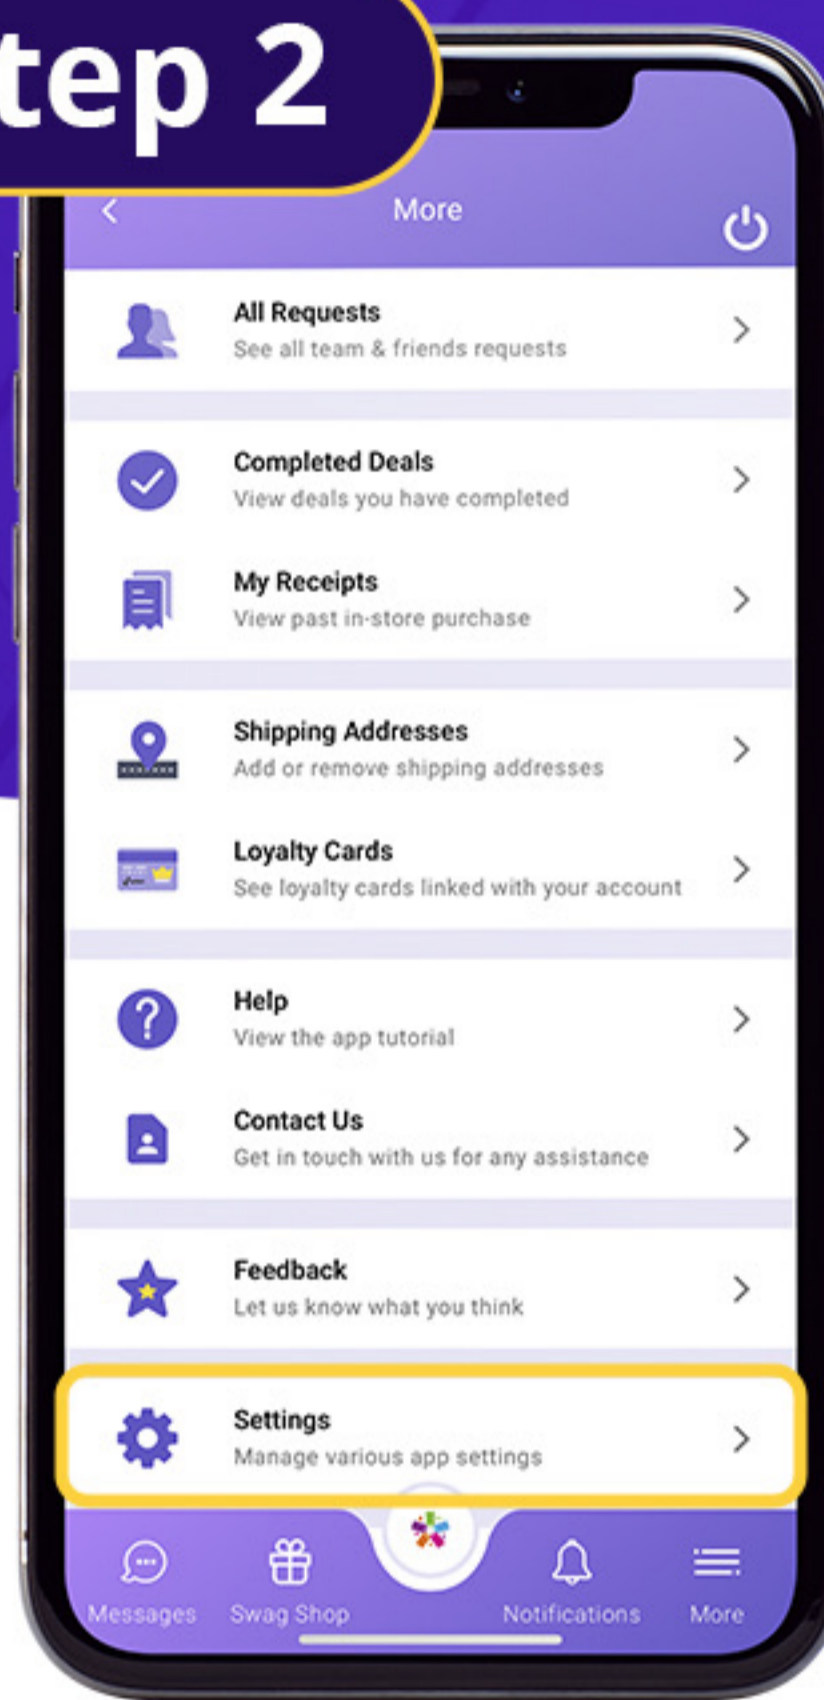 tep 2
More
All Requests
See all team & friends requests
Completed Deals
View deals you have completed
My Receipts
View past in-store purchase
Shipping Addresses
Add or remove shipping addresses
Loyalty Cards
See loyalty cards linked with your account
Help
View the app tutorial
Contact Us
Get in touch with us for any assistance
Feedback
Let us know what you think
Settings
Manage various app settings
Messages Swag Shop Notifications More